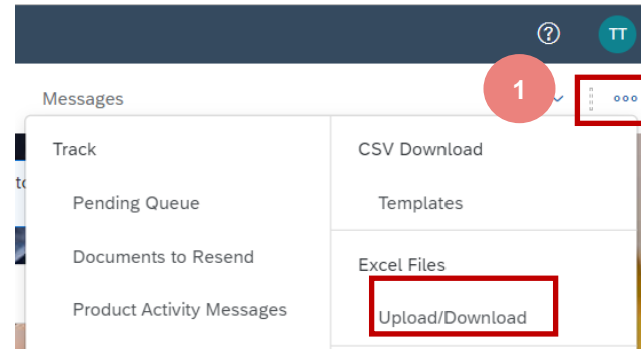 TT
1
Messages
Track
CSV Download
to
Pending Queue
Templates
Documents to Resend
Excel Files
Product Activity Messages
Upload/Download